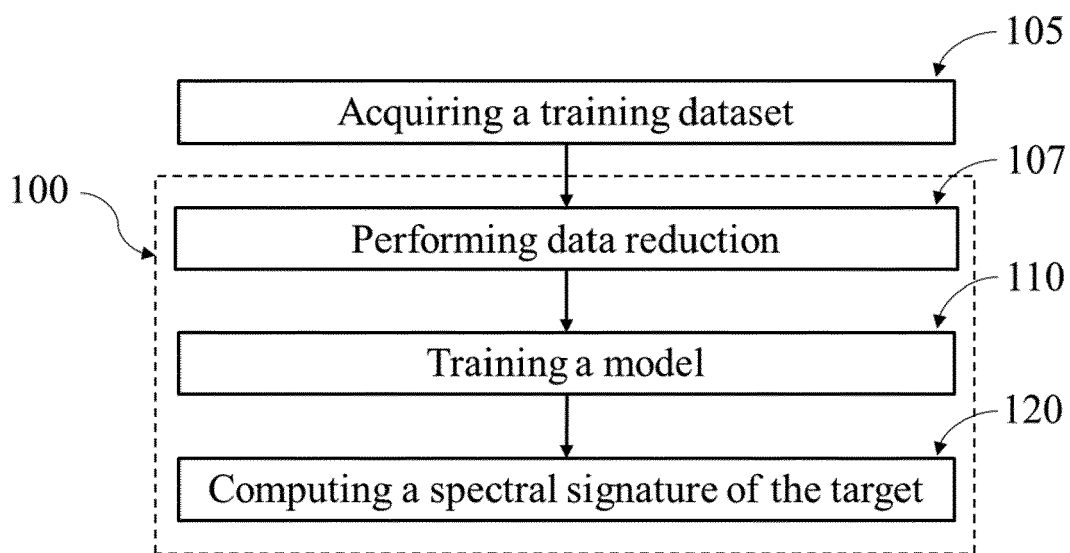 105
Acquiring a training dataset
107
100
Performing data reduction
110
Training a model
120
Computing a spectral signature of the target